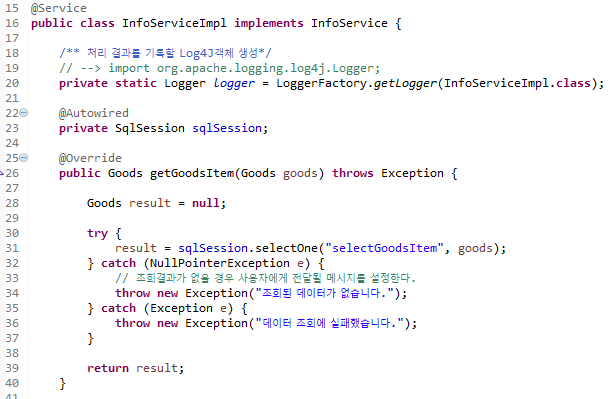 15 @Service
16 public class InfoServiceImpl implements InfoService {
17
18     /** 처리 결과를 기록할 Log4J객체 생성*/
19     // --> import org.apache.logging.log4j.Logger;
20     private static Logger logger = LoggerFactory.getLogger(InfoServiceImpl.class);
21
22     @Autowired
23     private SqlSession sqlSession;
24
25     @Override
26     public Goods getGoodsItem(Goods goods) throws Exception {
27
28         Goods result = null;
29
30         try {
31             result = sqlSession.selectOne("selectGoodsItem", goods);
32         } catch (NullPointerException e) {
33             // 조회결과가 없을 경우 사용자에게 전달될 메시지를 설정한다.
34             throw new Exception("조회된 데이터가 없습니다.");
35         } catch (Exception e) {
36             throw new Exception("데이터 조회에 실패했습니다.");
37         }
38
39         return result;
40     }
41